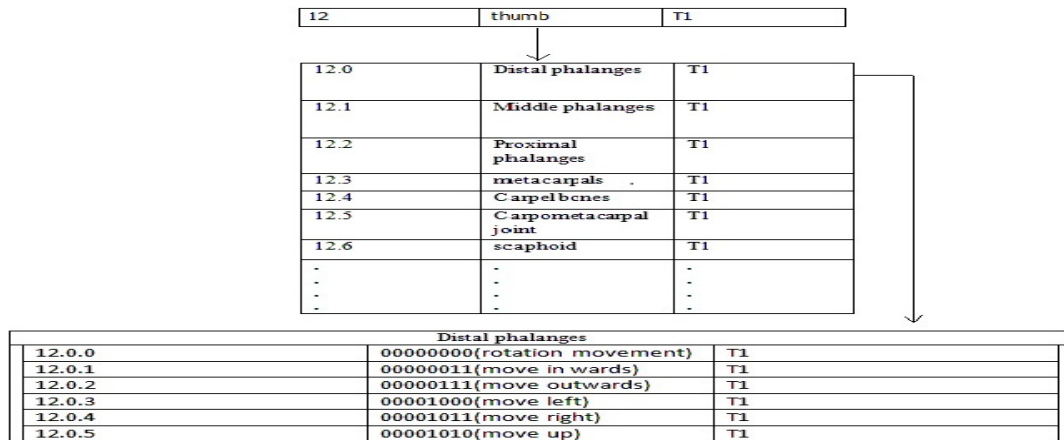 12 thumb T1
12.0 Distal phalanges T1
12.1 Middle phalanges T1
12.2 Proximal phalanges T1
12.3 metacarpals . T1
12.4 Carpelbones T1
12.5 Carpometacarpal joint T1
12.6 scaphoid T1
. . .
. . .
. . .
. . .
Distal phalanges
12.0.0 00000000(rotation movement) T1
12.0.1 00000011(move in wards) T1
12.0.2 00000111(move outwards) T1
12.0.3 00001000(move left) T1
12.0.4 00001011(move right) T1
12.0.5 00001010(move up) T1